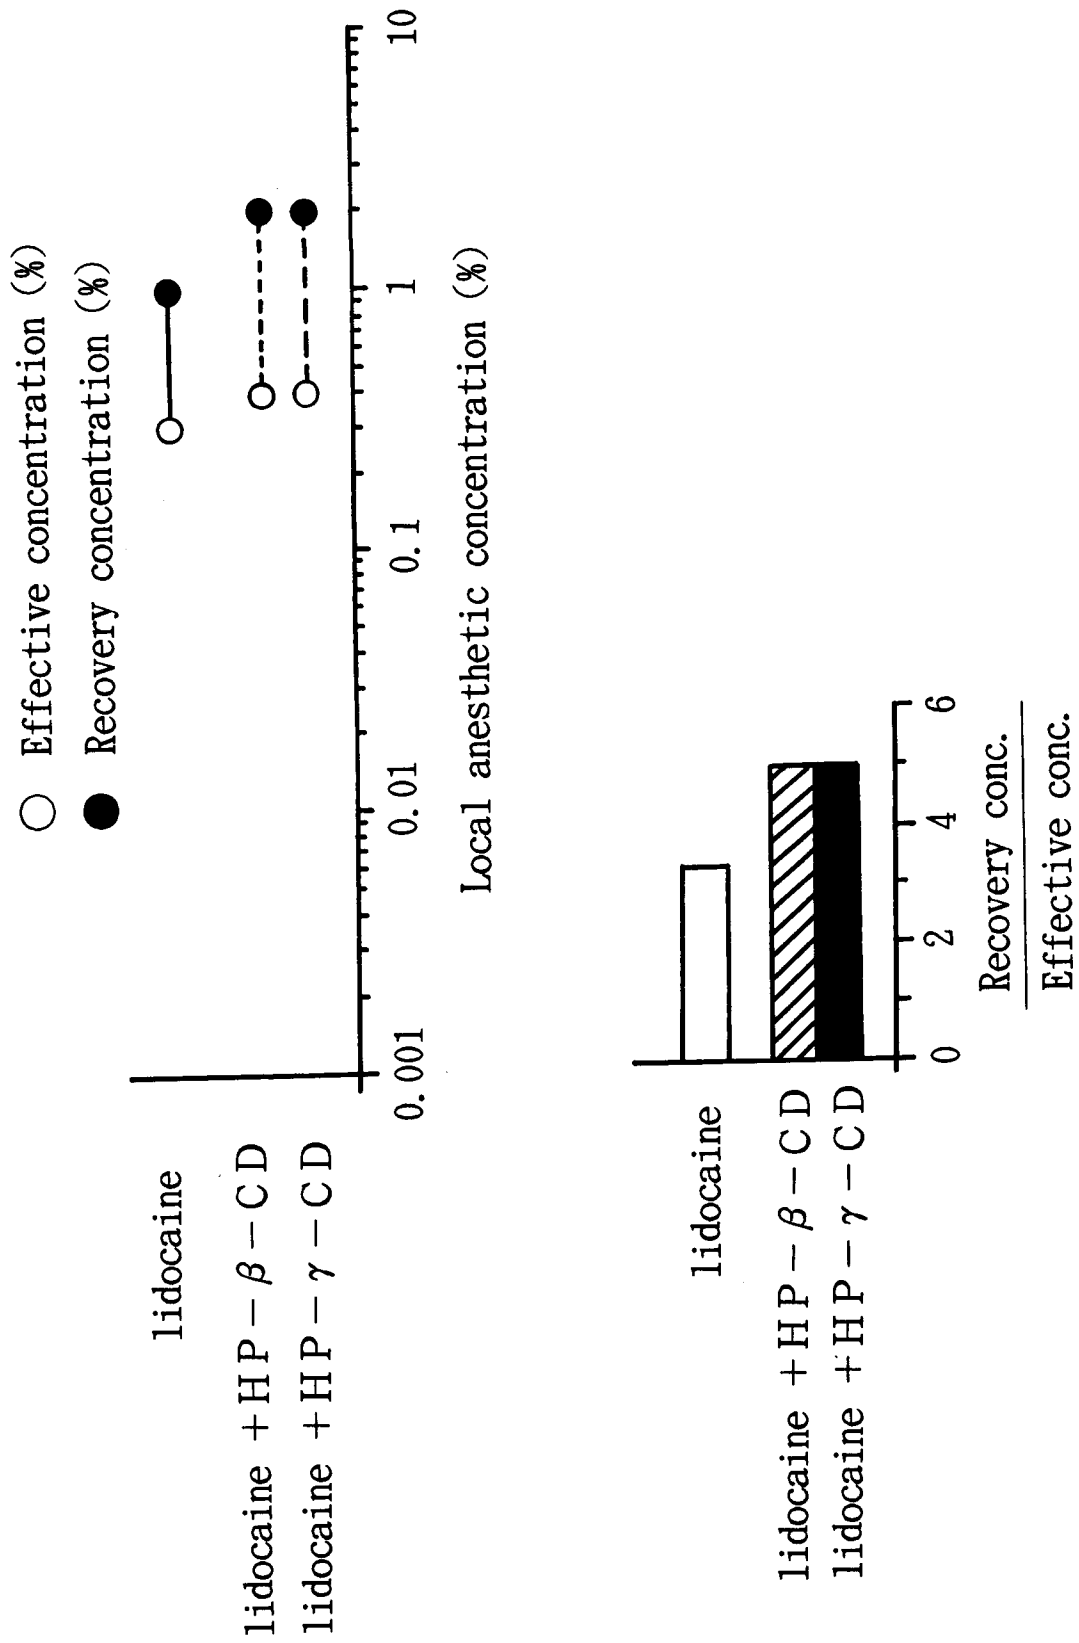 ○ Effective concentration (%)
● Recovery concentration (%)
lidocaine
lidocaine +HP-β-CD
lidocaine +HP-γ-CD
0.001 0.01 0.1 1 10
Local anesthetic concentration (%)
lidocaine
lidocaine +HP-β-CD
lidocaine +HP-γ-CD
0 2 4 6
Recovery conc.
Effective conc.